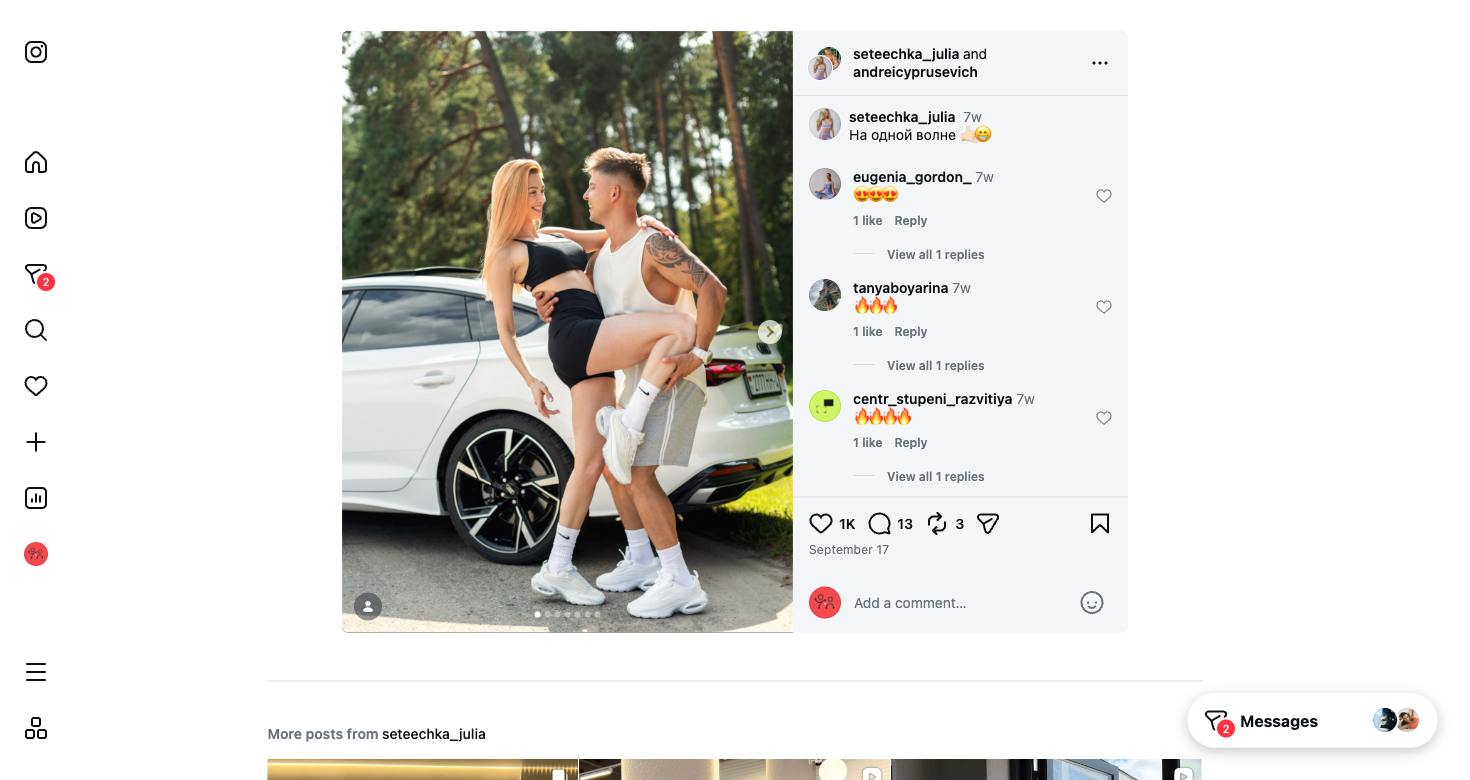 seteechka_julia and
andreicyprusevich
seteechka_julia 7w
На одной волне 🤙🏻😁
eugenia_gordon_ 7w
😍😍😍
1 like Reply
View all 1 replies
tanyaboyarina 7w
🔥🔥🔥
1 like Reply
View all 1 replies
centr_stupeni_razvitiya 7w
🔥🔥🔥🔥
1 like Reply
View all 1 replies
1K 13 3
September 17
Add a comment...
2
More posts from seteechka_julia
2 Messages